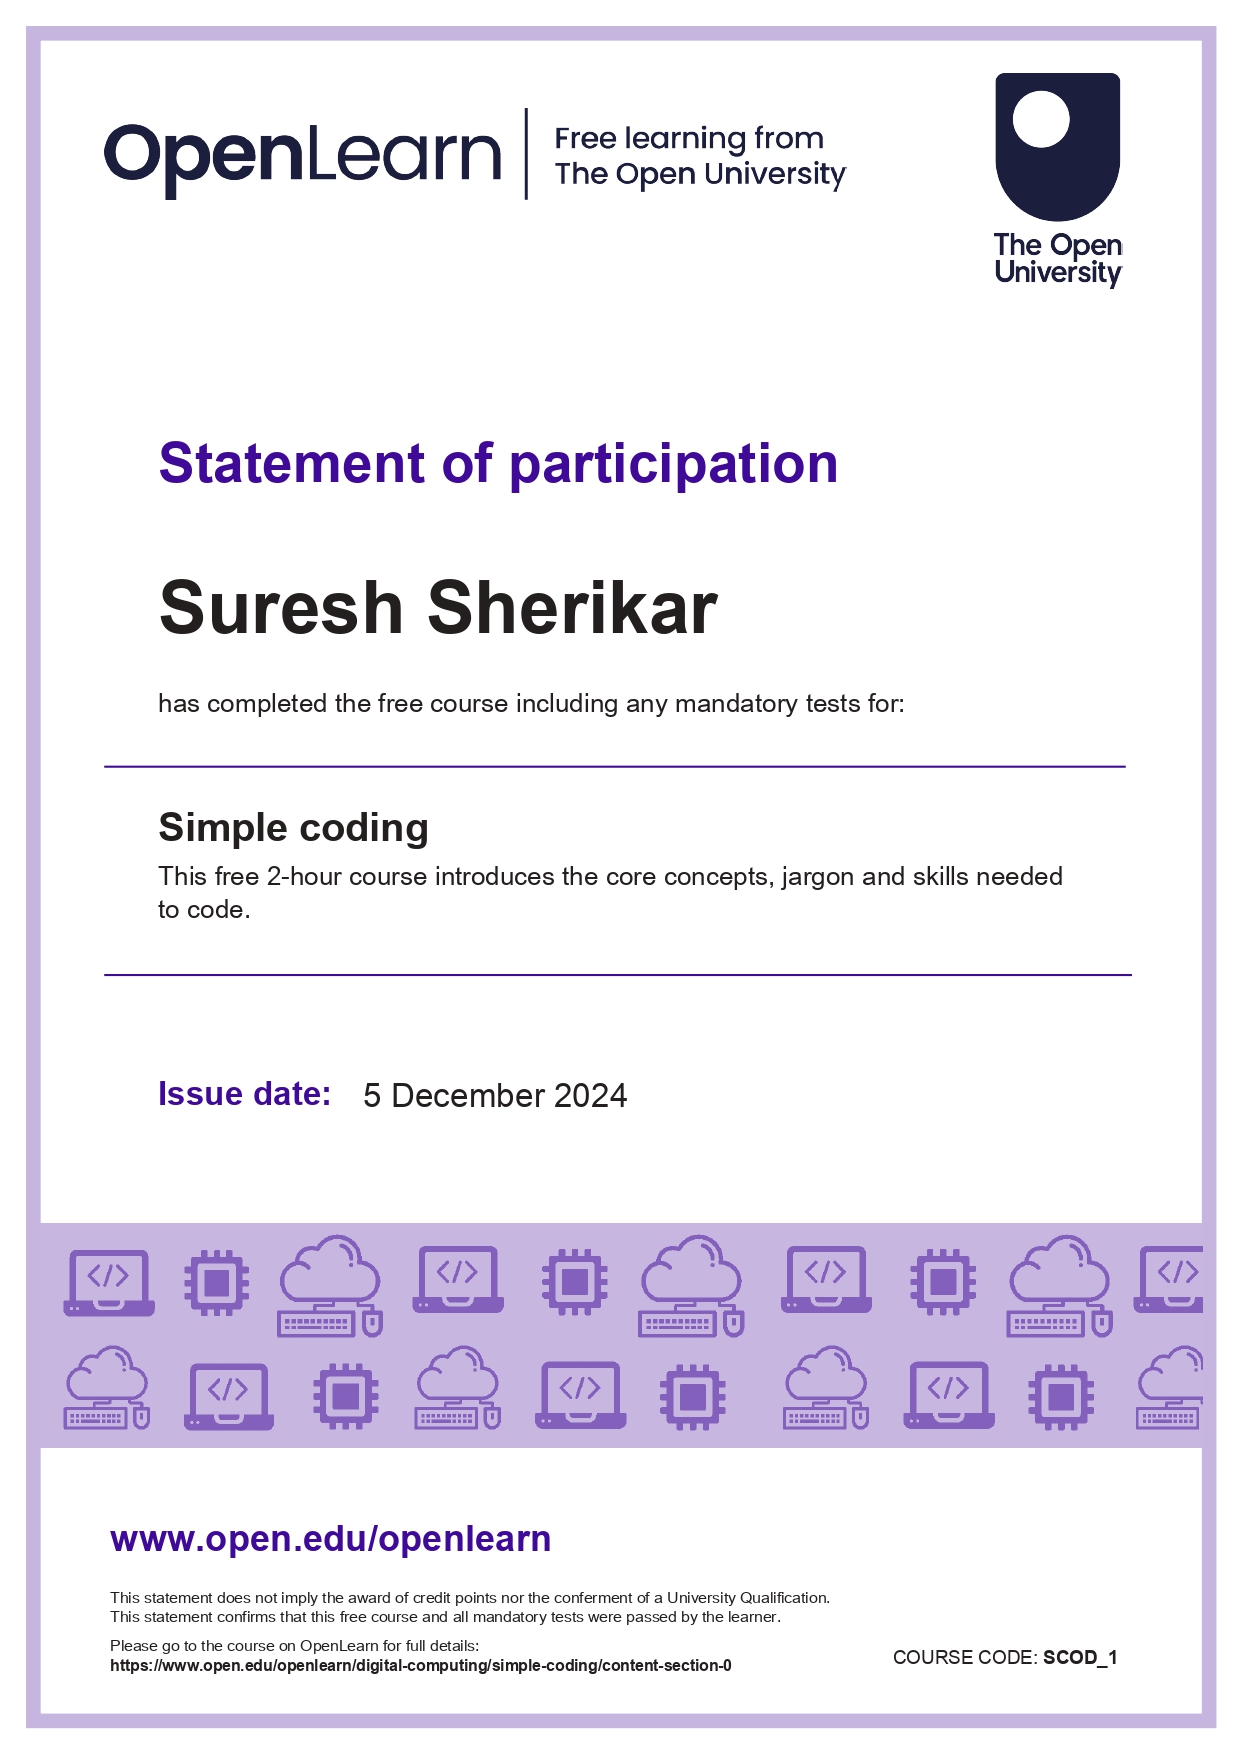 OpenLearn
Free learning from
The Open University
The Open
University
Statement of participation
Suresh Sherikar
has completed the free course including any mandatory tests for:
Simple coding
This free 2-hour course introduces the core concepts, jargon and skills needed
to code.
Issue date: 5 December 2024
www.open.edu/openlearn
This statement does not imply the award of credit points nor the conferment of a University Qualification.
This statement confirms that this free course and all mandatory tests were passed by the learner.
Please go to the course on OpenLearn for full details:
https://www.open.edu/openlearn/digital-computing/simple-coding/content-section-0
COURSE CODE: SCOD_1